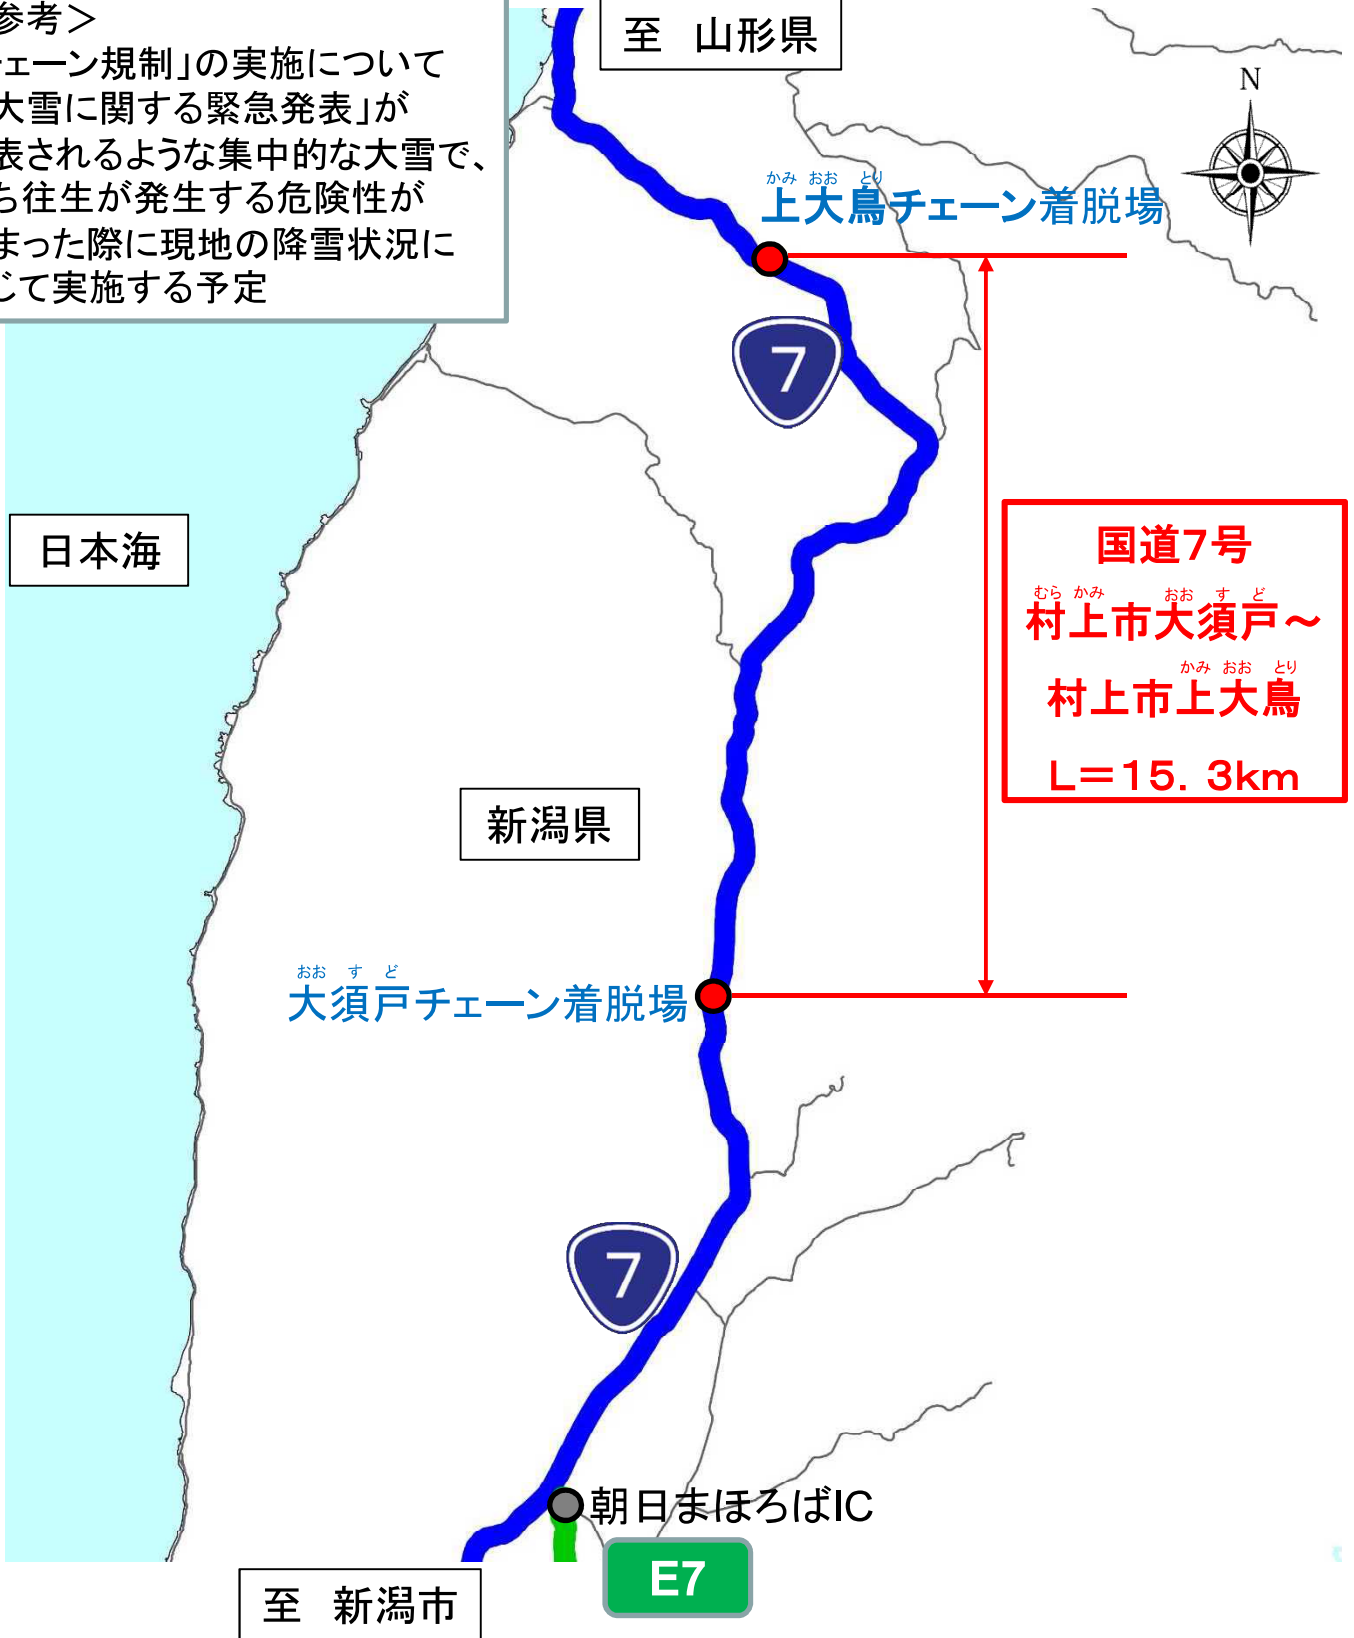 参考＞
ェーン規制」の実施について
大雪に関する緊急発表」が
表されるような集中的な大雪で、
ち往生が発生する危険性が
まった際に現地の降雪状況に
じて実施する予定
至　山形県
N
かみ おお とり
上大鳥チェーン着脱場
7
日本海
国道7号
むら かみ おお す ど
村上市大須戸～
かみ おお とり
村上市上大鳥
L＝15．3km
新潟県
おお す ど
大須戸チェーン着脱場
7
朝日まほろばIC
E7
至　新潟市